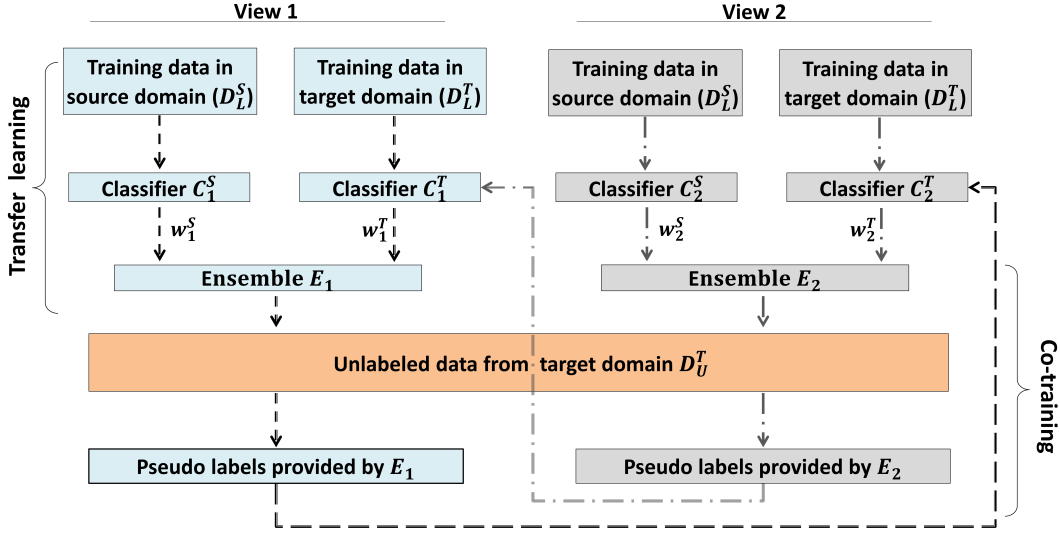 View 1
View 2
Training data in
source domain (D_L^S)
Training data in
target domain (D_L^T)
Training data in
source domain (D_L^S)
Training data in
target domain (D_L^T)
Transfer learning
Classifier C_1^S
Classifier C_1^T
Classifier C_2^S
Classifier C_2^T
w_1^S
w_1^T
w_2^S
w_2^T
Ensemble E_1
Ensemble E_2
Unlabeled data from target domain D_U^T
Co-training
Pseudo labels provided by E_1
Pseudo labels provided by E_2